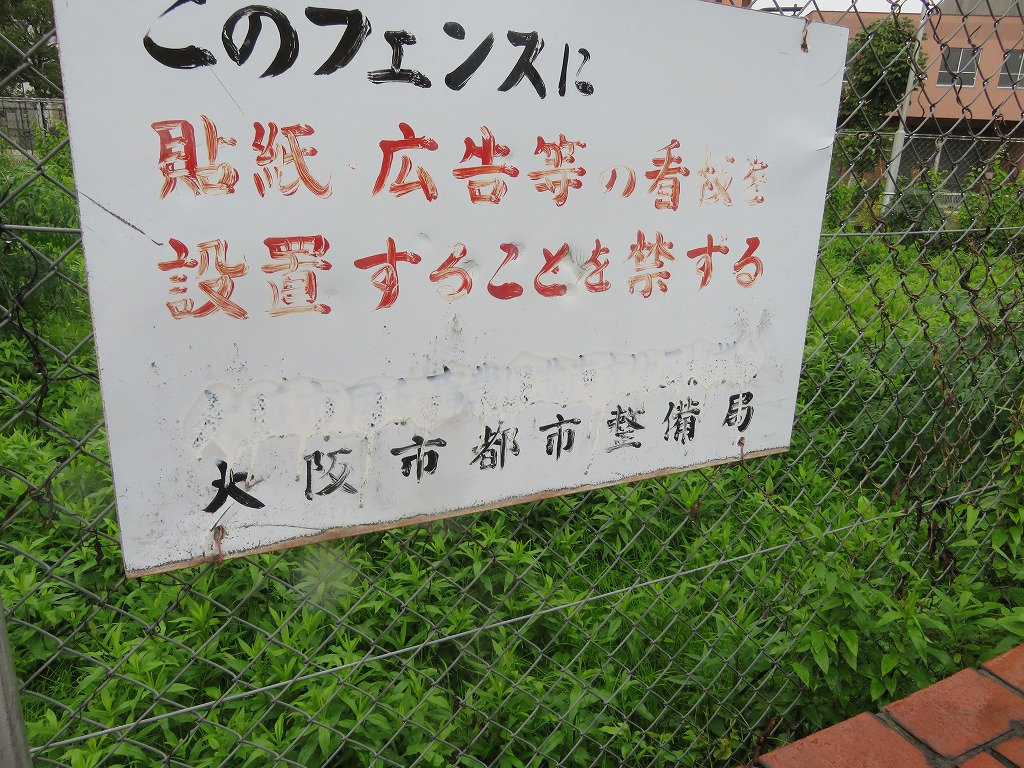 このフェンスに
貼紙 広告等の看板を
設置することを禁する
大阪市都市整備局